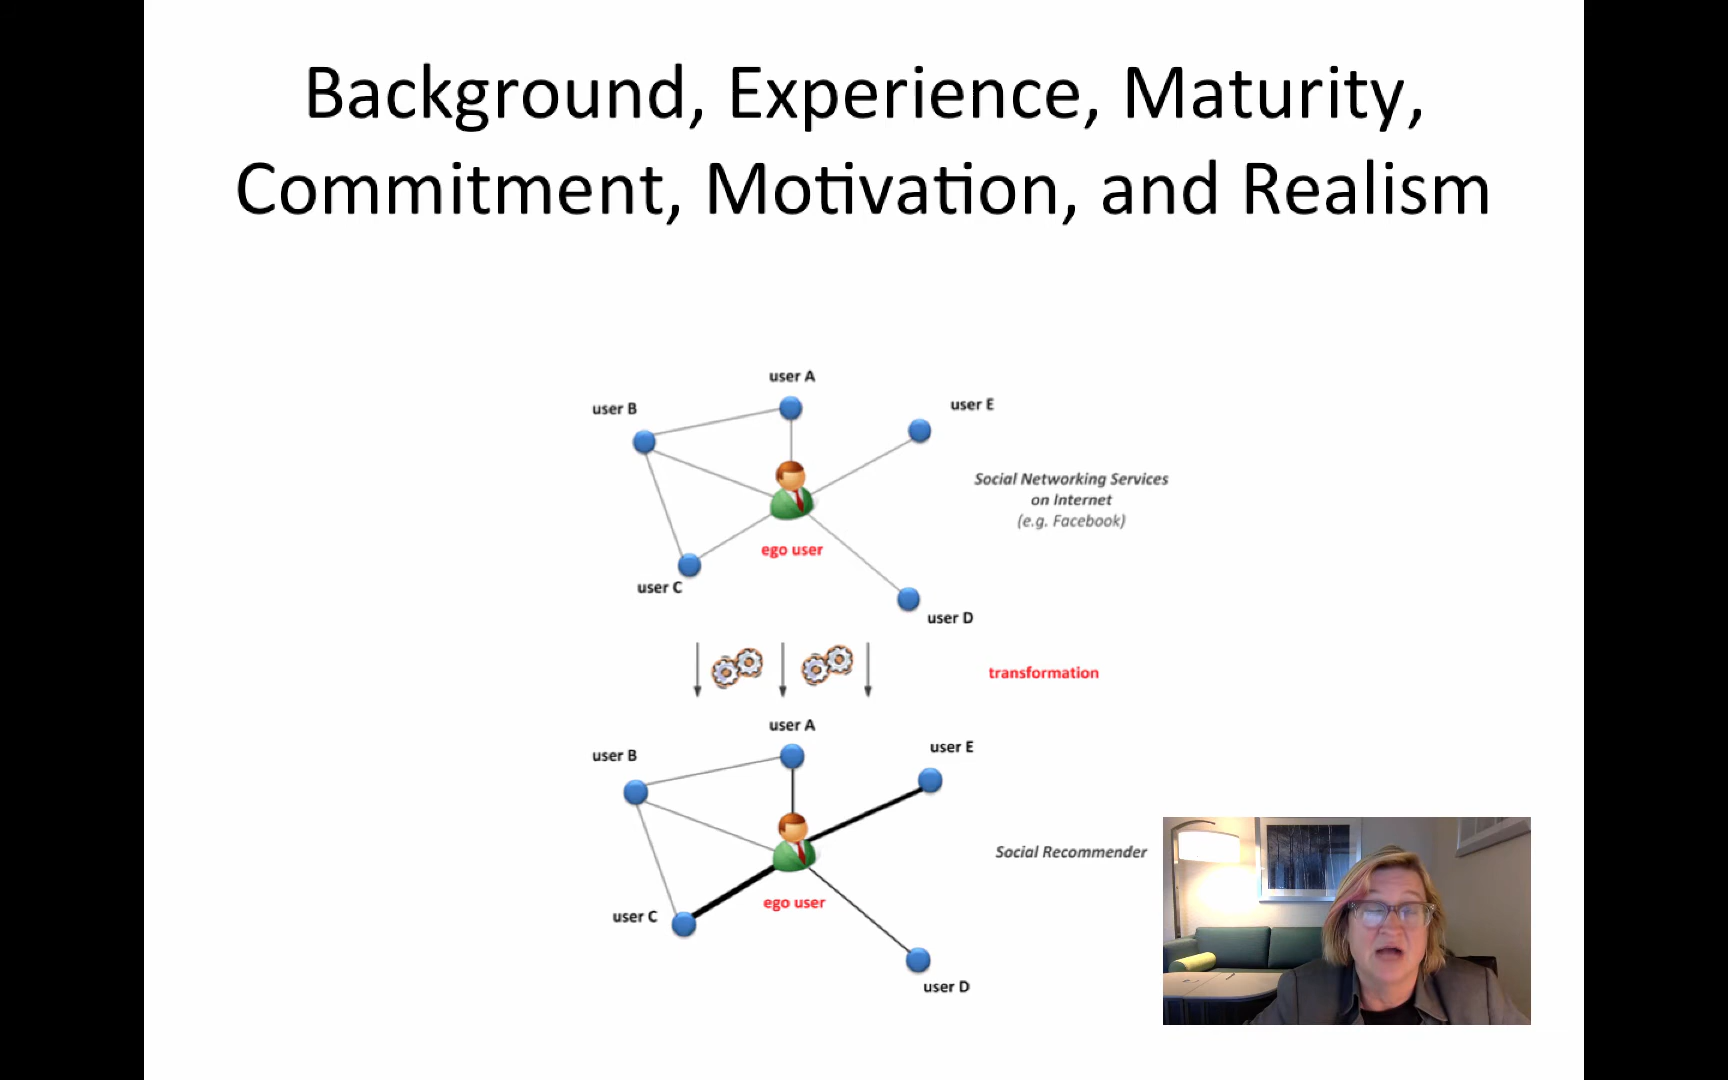 Background, Experience, Maturity,
Commitment, Motivation, and Realism
user A
user B
user E
Social Networking Services
on Internet
(e.g. Facebook)
ego user
user C
user D
transformation
user A
user B
user E
Social Recommender
ego user
user C
user D